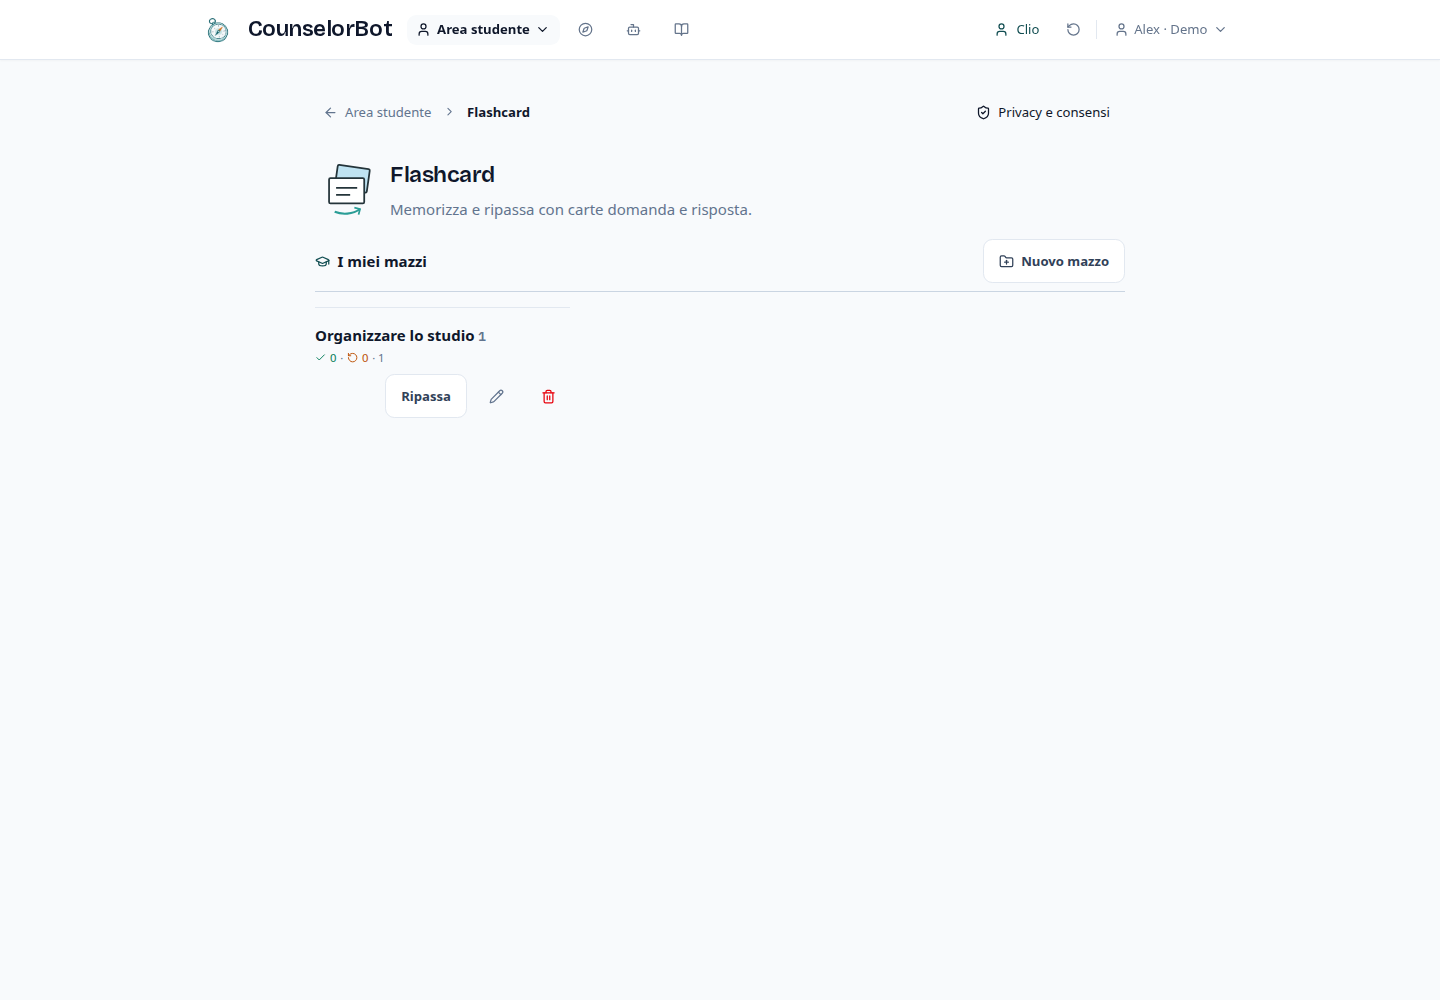 CounselorBot
Area studente
Clio
Alex · Demo
Area studente
Flashcard
Privacy e consensi
Flashcard
Memorizza e ripassa con carte domanda e risposta.
I miei mazzi
Nuovo mazzo
Organizzare lo studio 1
0 · 0 · 1
Ripassa